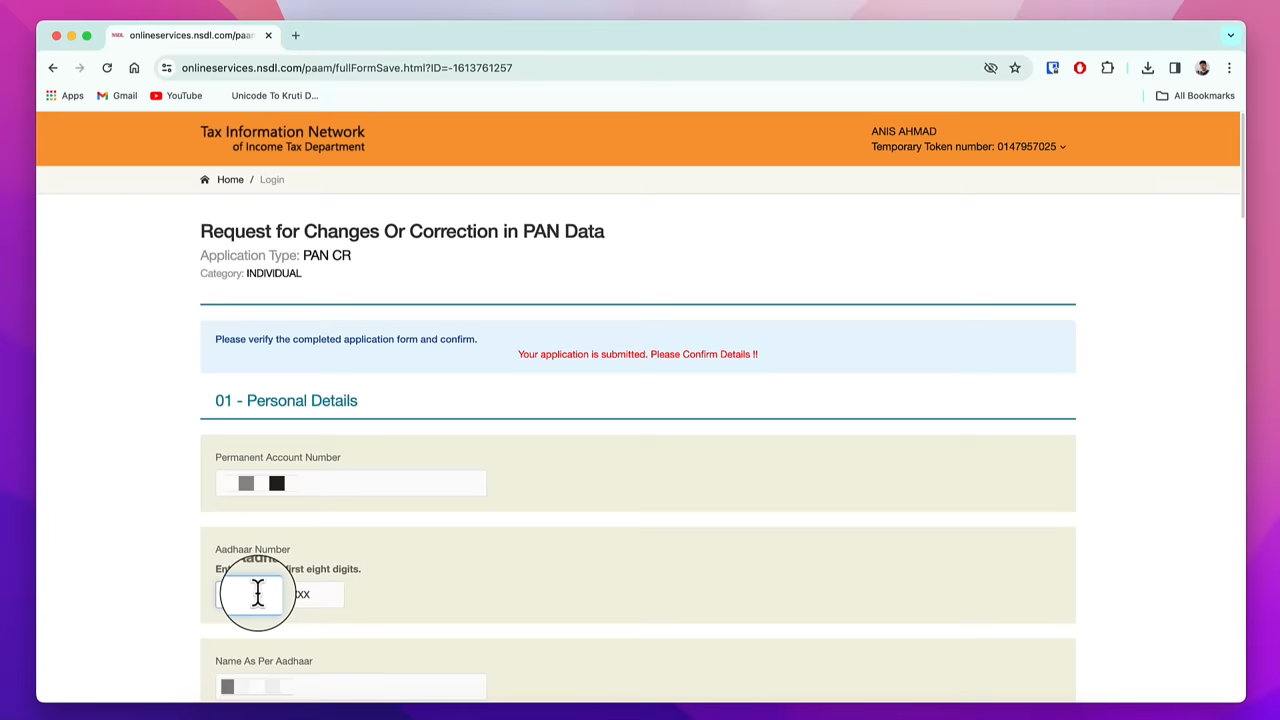 NSDL onlineservices.nsdl.com/paan
onlineservices.nsdl.com/paam/fullFormSave.html?ID=-1613761257
Apps Gmail YouTube Unicode To Kruti D... All Bookmarks
Tax Information Network
of Income Tax Department
ANIS AHMAD
Temporary Token number: 0147957025
Home / Login
Request for Changes Or Correction in PAN Data
Application Type: PAN CR
Category: INDIVIDUAL
Please verify the completed application form and confirm.
Your application is submitted. Please Confirm Details !!
01 - Personal Details
Permanent Account Number
Aadhaar Number
first eight digits.
XX
Name As Per Aadhaar